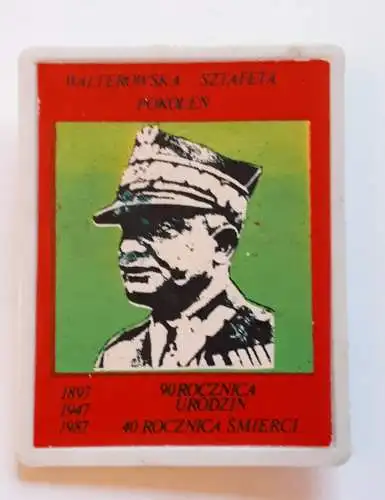 WALTEROWSKA SZTAFETA
POKOLEŃ
1897 90 ROCZNICA
1947 URODZIN
1987 40 ROCZNICA ŚMIERCI